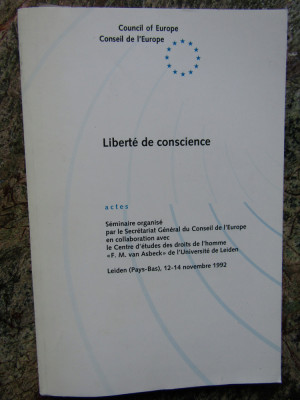 Council of Europe
Conseil de l'Europe
Liberté de conscience
actes
Séminaire organisé
par le Secrétariat Général du Conseil de l'Europe
en collaboration avec
le Centre d'études des droits de l'homme
«F. M. van Asbeck» de l'Université de Leiden
Leiden (Pays-Bas), 12-14 novembre 1992